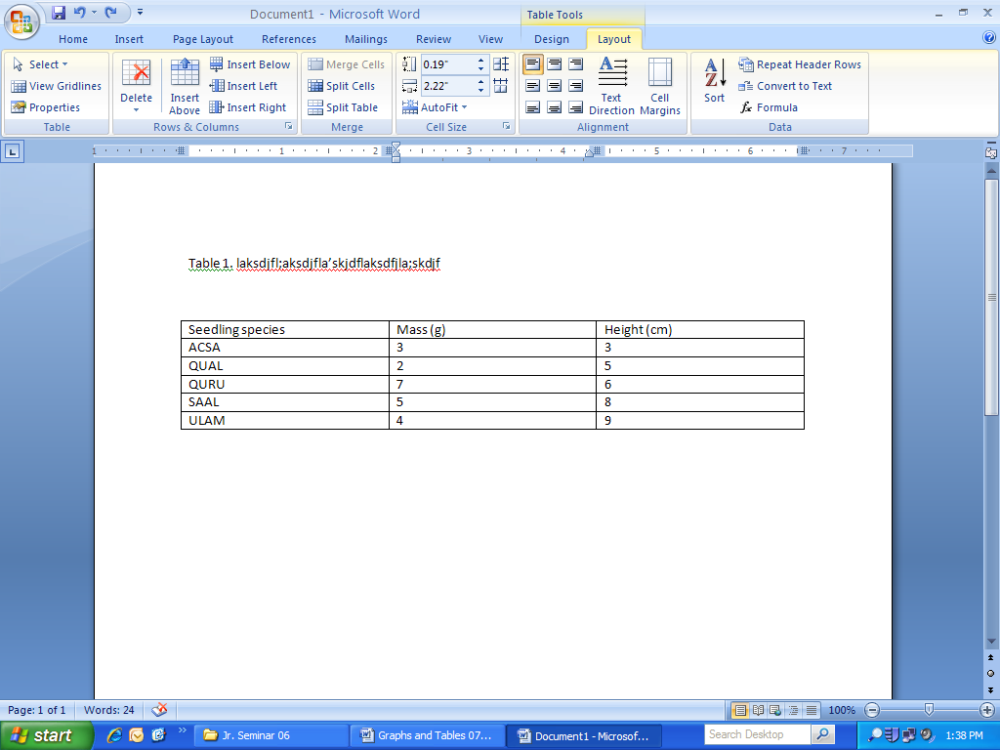 Document1 - Microsoft Word
Table Tools
Home Insert Page Layout References Mailings Review View Design Layout
Select
View Gridlines
Properties
Table
Delete
Insert Above
Insert Below
Insert Left
Insert Right
Rows & Columns
Merge Cells
Split Cells
Split Table
Merge
0.19"
2.22"
AutoFit
Cell Size
Text Direction
Cell Margins
Alignment
Sort
Repeat Header Rows
Convert to Text
Formula
Data
1 1 2 3 4 5 6 7
Table 1. laksdjfl;aksdjfla’skjdflaksdfjla;skdjf
Seedling species Mass (g) Height (cm)
ACSA 3 3
QUAL 2 5
QURU 7 6
SAAL 5 8
ULAM 4 9
Page: 1 of 1 Words: 24 100%
start Jr. Seminar 06 Graphs and Tables 07... Document1 - Microsof... Search Desktop 1:38 PM